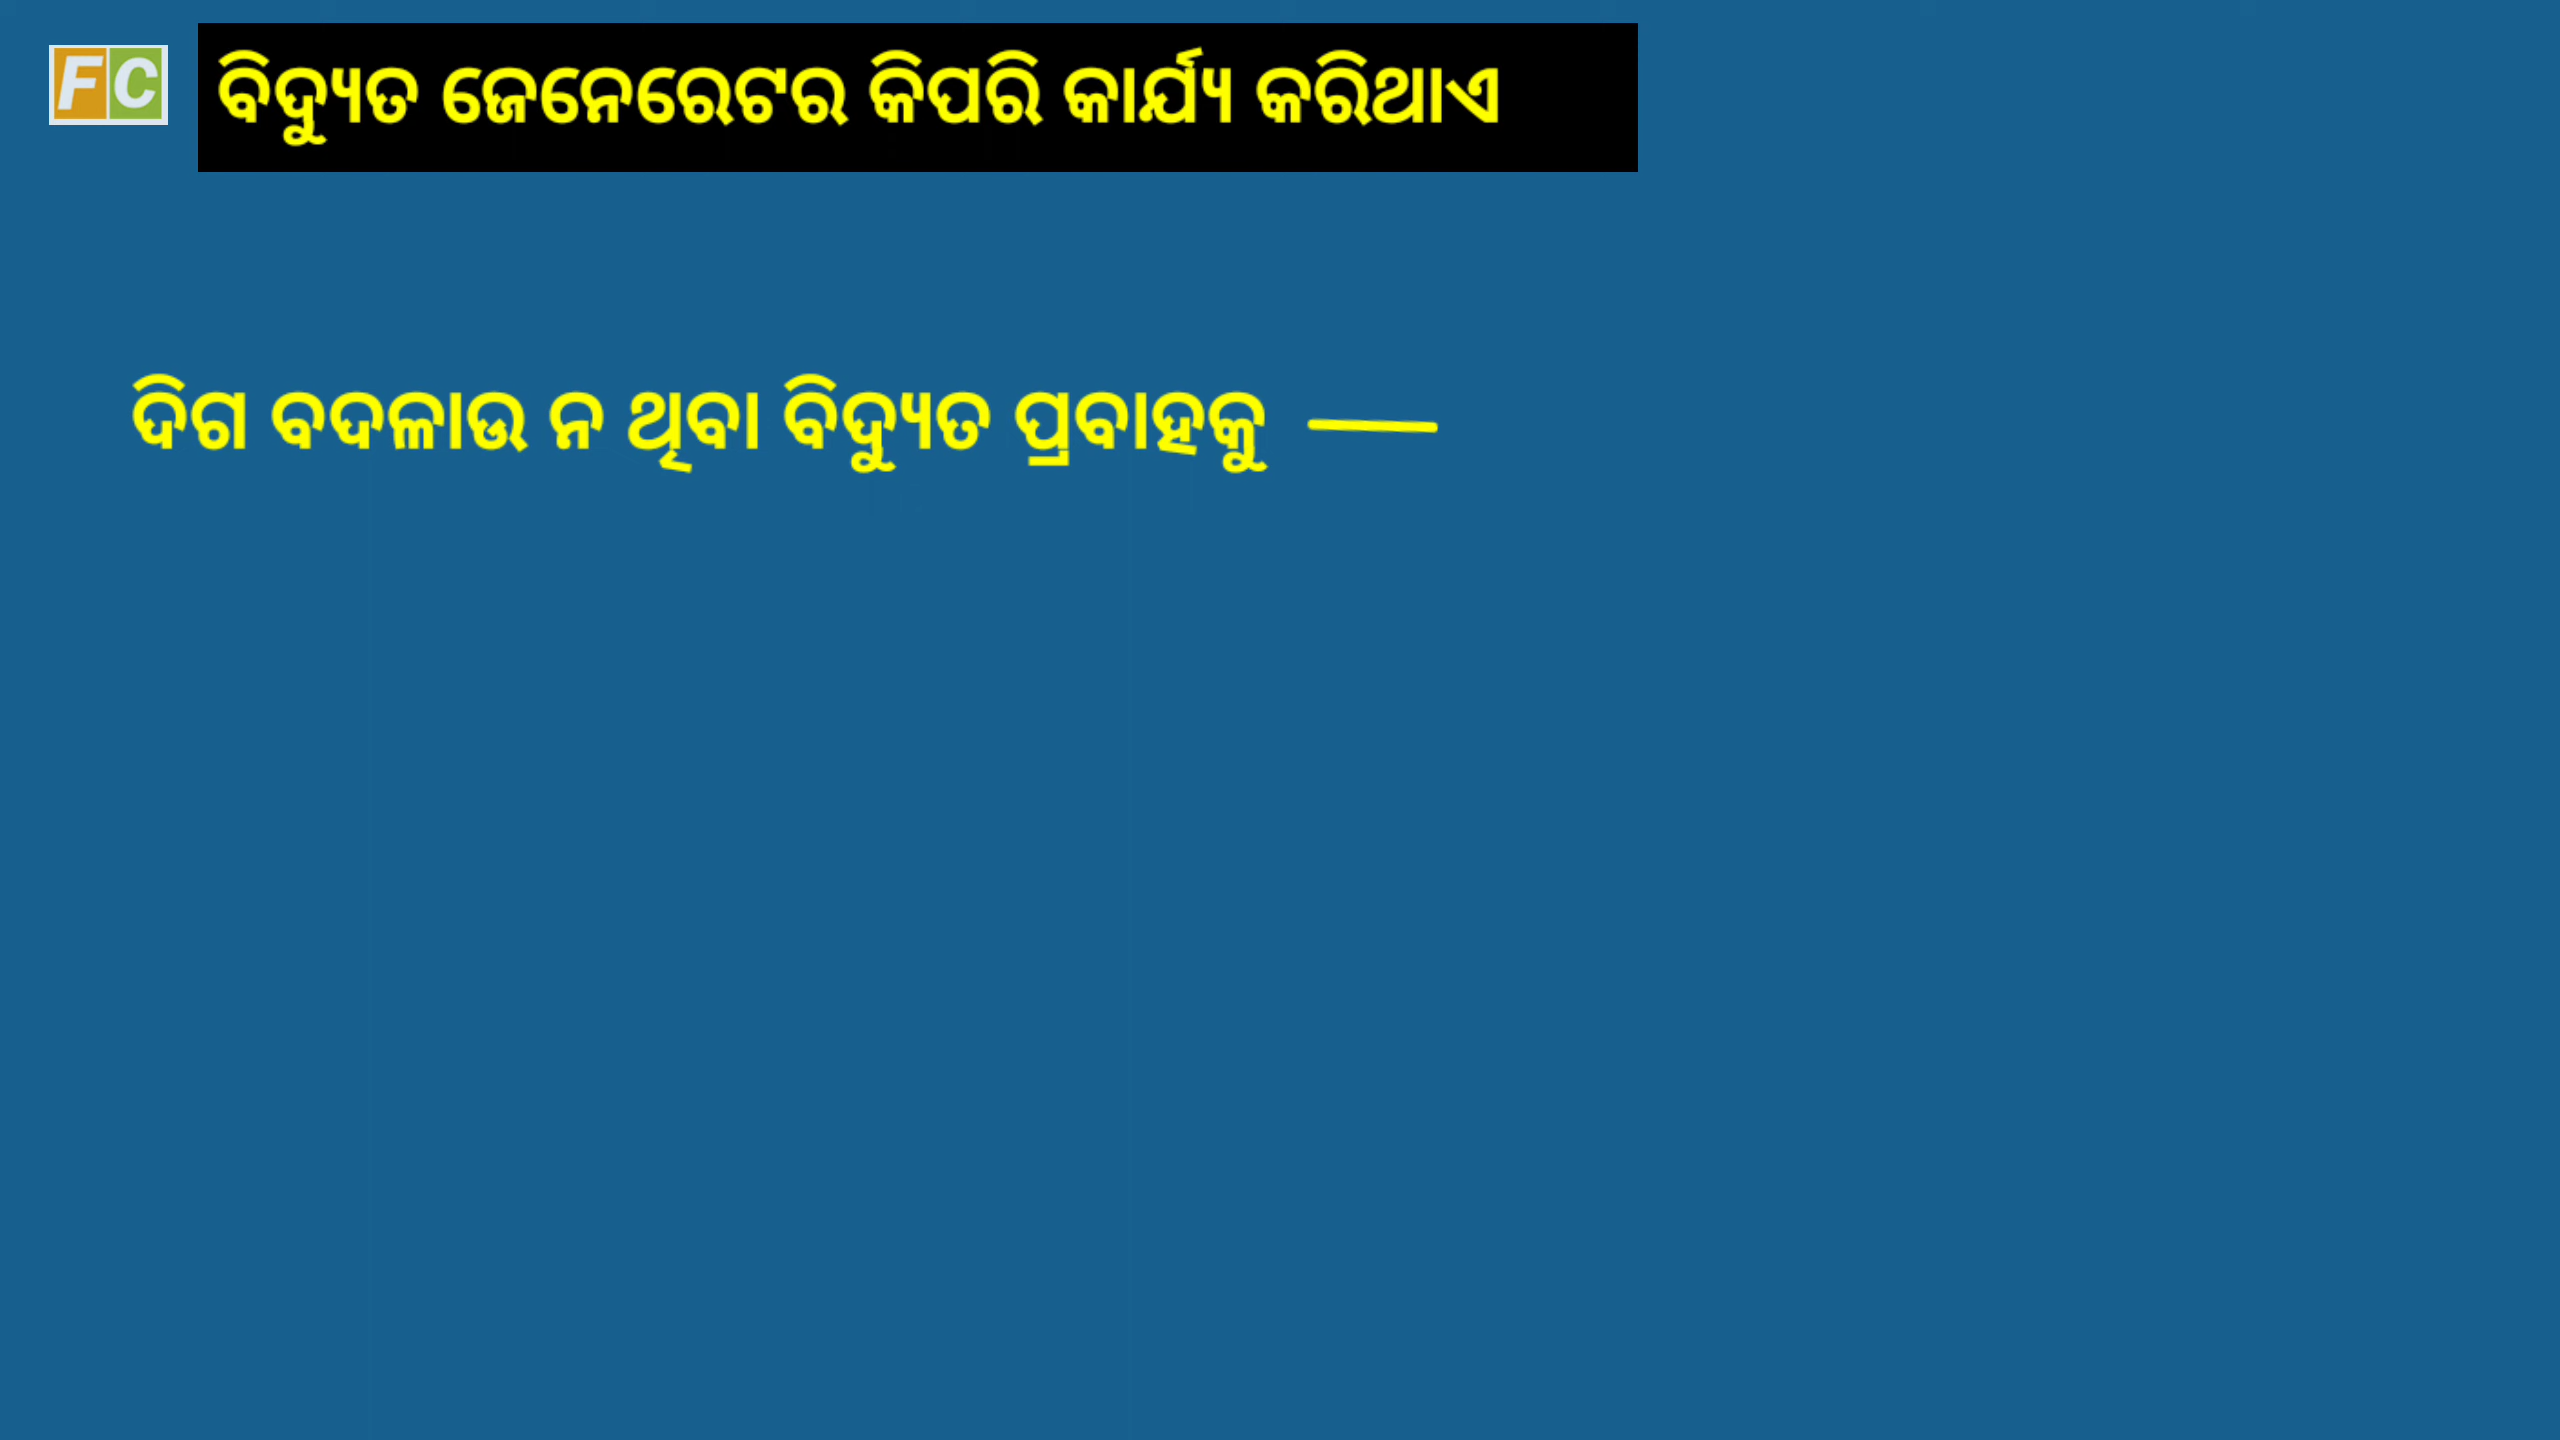 FC
ବିଦ୍ୟୁତ ଜେନେରେଟର କିପରି କାର୍ଯ୍ୟ କରିଥାଏ
ଦିଗ ବଦଳାଉ ନ ଥିବା ବିଦ୍ୟୁତ ପ୍ରବାହକୁ —